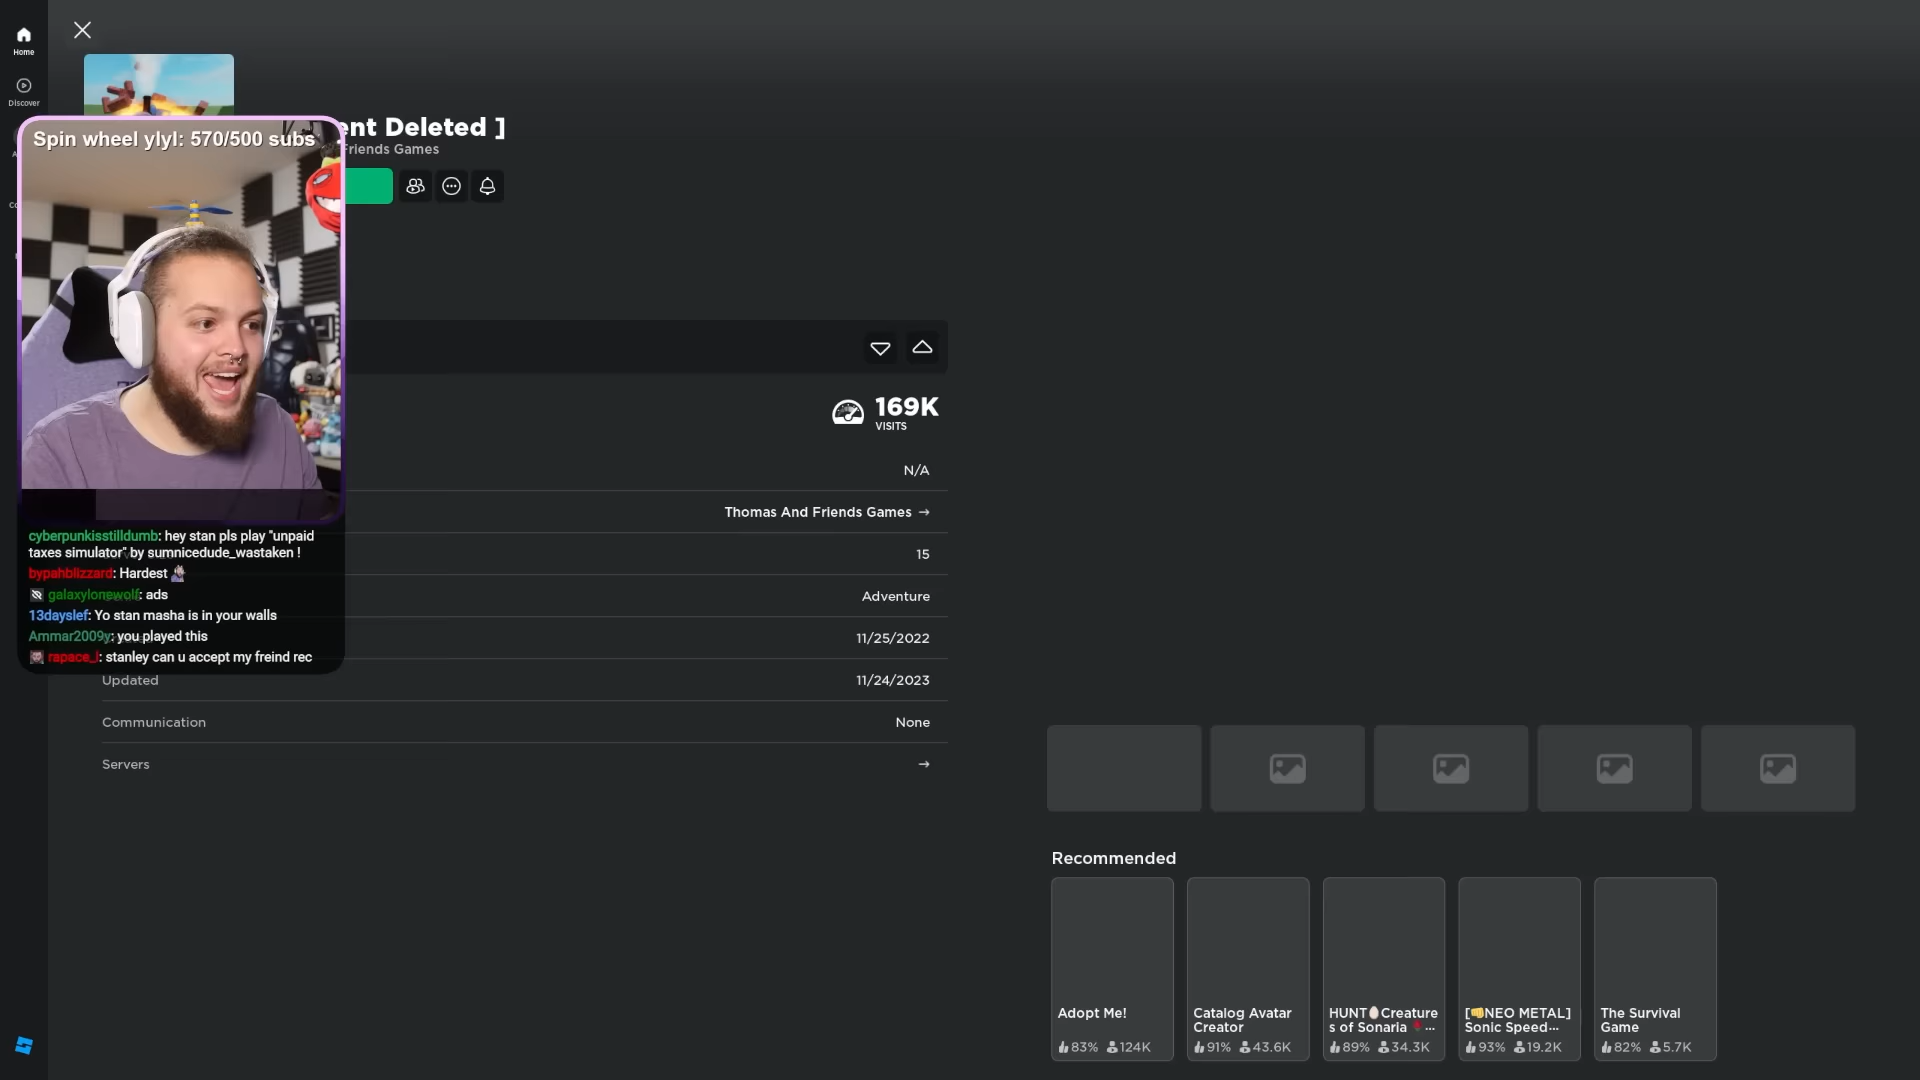 Home
Discover
Spin wheel ylyl: 570/500 subs
ent Deleted ]
Friends Games
169K
VISITS
N/A
Thomas And Friends Games →
15
Adventure
11/25/2022
cyberpunkisstilldumb: hey stan pls play "unpaid
taxes simulator" by sumnicedude_wastaken !
bypahblizzard: Hardest
galaxylonewolf: ads
13dayslef: Yo stan masha is in your walls
Ammar2009y: you played this
rapace_i: stanley can u accept my freind rec
Updated 11/24/2023
Communication None
Servers →
Recommended
Adopt Me!
83% 124K
Catalog Avatar
Creator
91% 43.6K
HUNT🥚Creature
s of Sonaria 🌹...
89% 34.3K
[👊NEO METAL]
Sonic Speed...
93% 19.2K
The Survival
Game
82% 5.7K